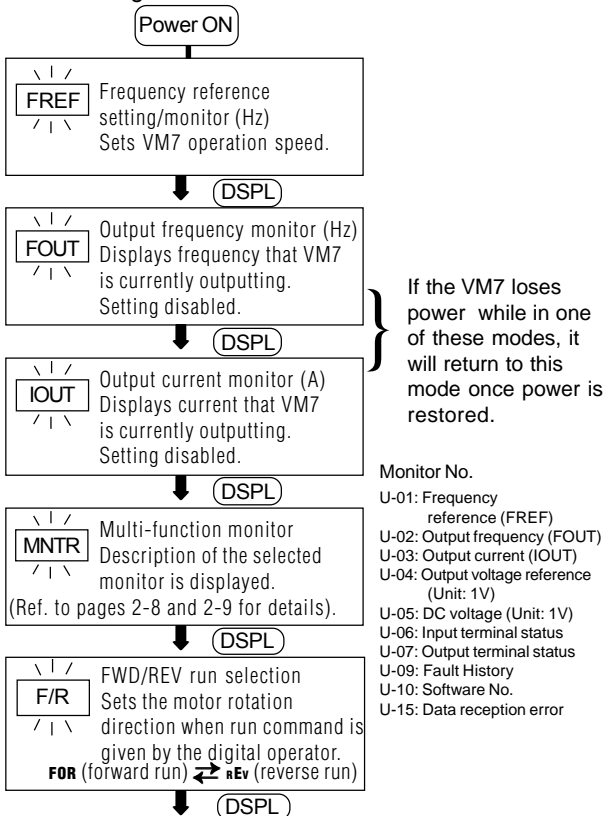 Power ON
FREF
Frequency reference
setting/monitor (Hz)
Sets VM7 operation speed.
DSPL
FOUT
Output frequency monitor (Hz)
Displays frequency that VM7
is currently outputting.
Setting disabled.
DSPL
IOUT
Output current monitor (A)
Displays current that VM7
is currently outputting.
Setting disabled.
If the VM7 loses
power while in one
of these modes, it
will return to this
mode once power is
restored.
DSPL
MNTR
Multi-function monitor
Description of the selected
monitor is displayed.
(Ref. to pages 2-8 and 2-9 for details).
Monitor No.
U-01: Frequency
reference (FREF)
U-02: Output frequency (FOUT)
U-03: Output current (IOUT)
U-04: Output voltage reference
(Unit: 1V)
U-05: DC voltage (Unit: 1V)
U-06: Input terminal status
U-07: Output terminal status
U-09: Fault History
U-10: Software No.
U-15: Data reception error
DSPL
F/R
FWD/REV run selection
Sets the motor rotation
direction when run command is
given by the digital operator.
FOR (forward run) ⇄ rEv (reverse run)
DSPL